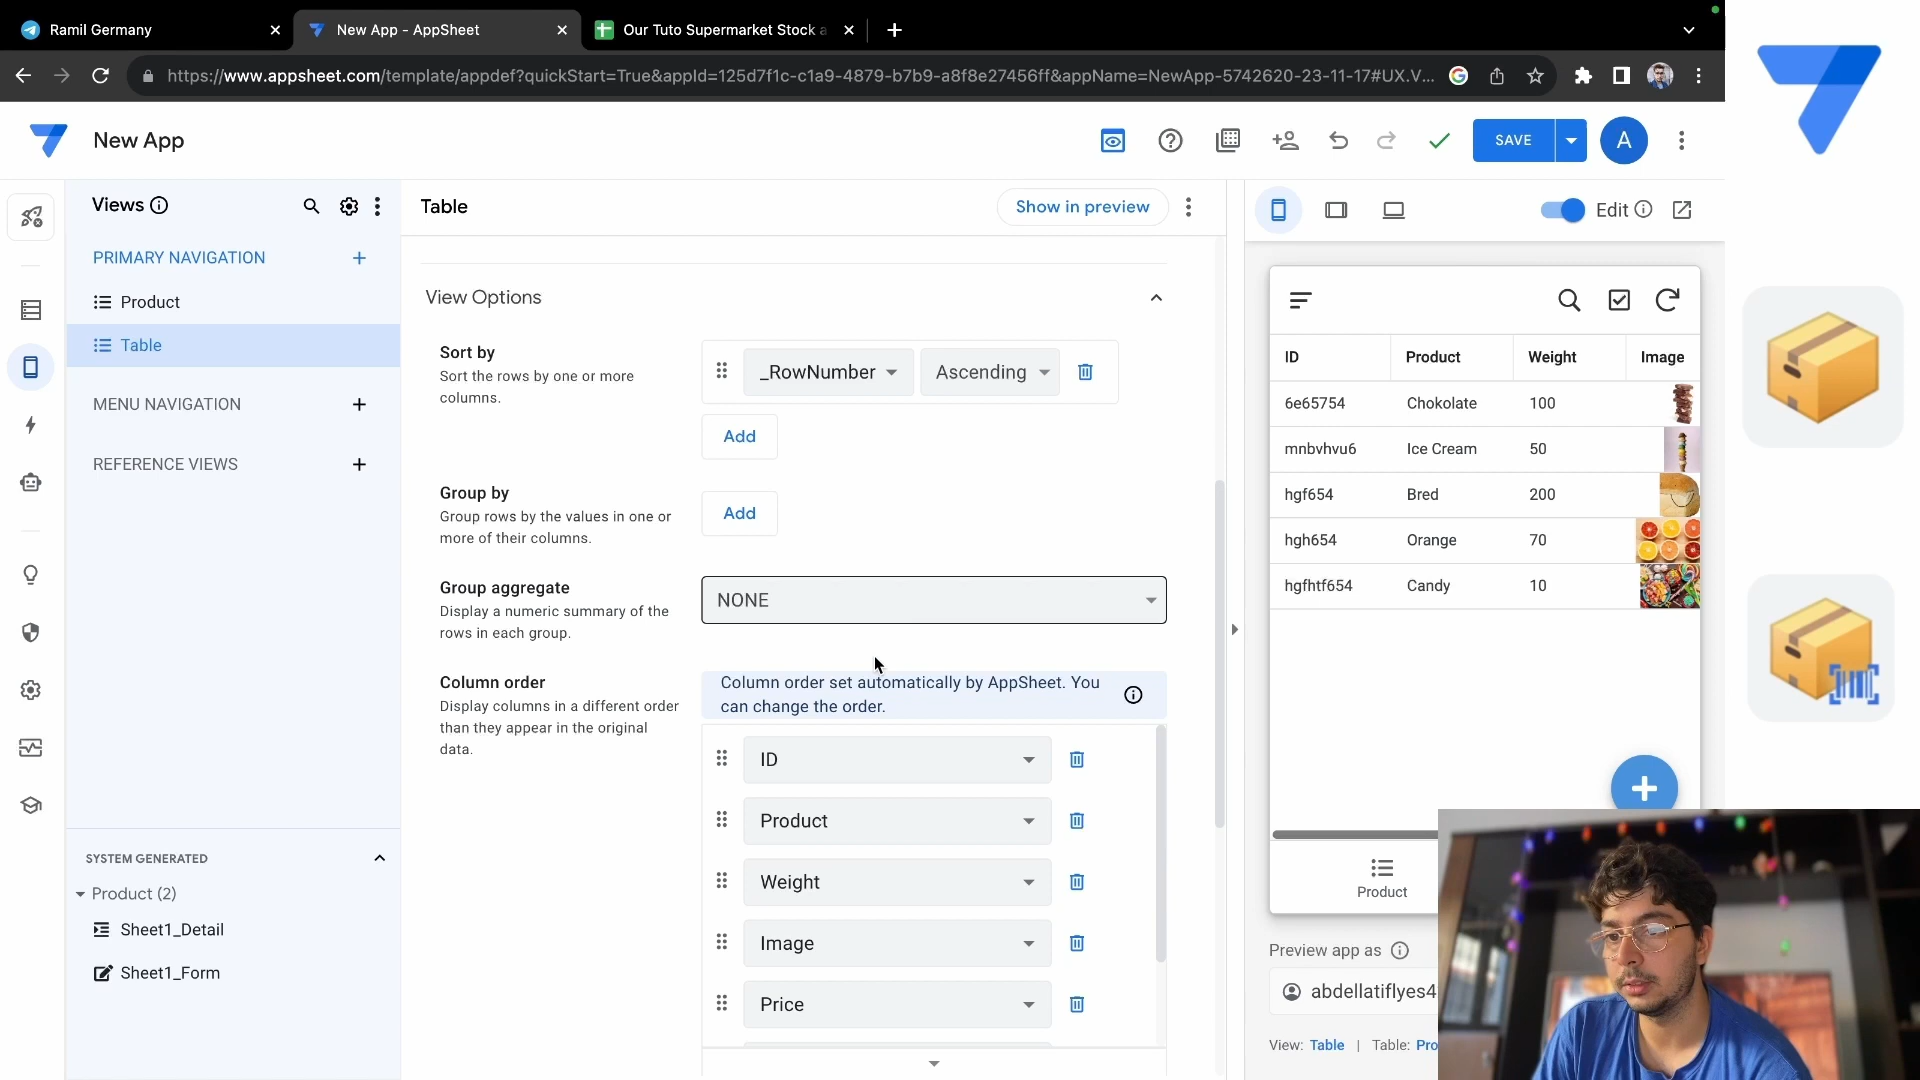 Ramil Germany
New App - AppSheet
Our Tuto Supermarket Stock a
https://www.appsheet.com/template/appdef?quickStart=True&appId=125d7f1c-c1a9-4879-b7b9-a8f8e27456ff&appName=NewApp-5742620-23-11-17#UX.V...
New App
SAVE
A
Views
PRIMARY NAVIGATION
Product
Table
MENU NAVIGATION
REFERENCE VIEWS
SYSTEM GENERATED
Product (2)
Sheet1_Detail
Sheet1_Form
Table
Show in preview
View Options
Sort by
Sort the rows by one or more
columns.
_RowNumber
Ascending
Add
Group by
Group rows by the values in one or
more of their columns.
Add
Group aggregate
Display a numeric summary of the
rows in each group.
NONE
Column order
Display columns in a different order
than they appear in the original
data.
Column order set automatically by AppSheet. You
can change the order.
ID
Product
Weight
Image
Price
Edit
ID Product Weight Image
6e65754 Chokolate 100
mnbvhvu6 Ice Cream 50
hgf654 Bred 200
hgh654 Orange 70
hgfhtf654 Candy 10
Product
Preview app as
abdellatiflyes4
View: Table | Table: Pro